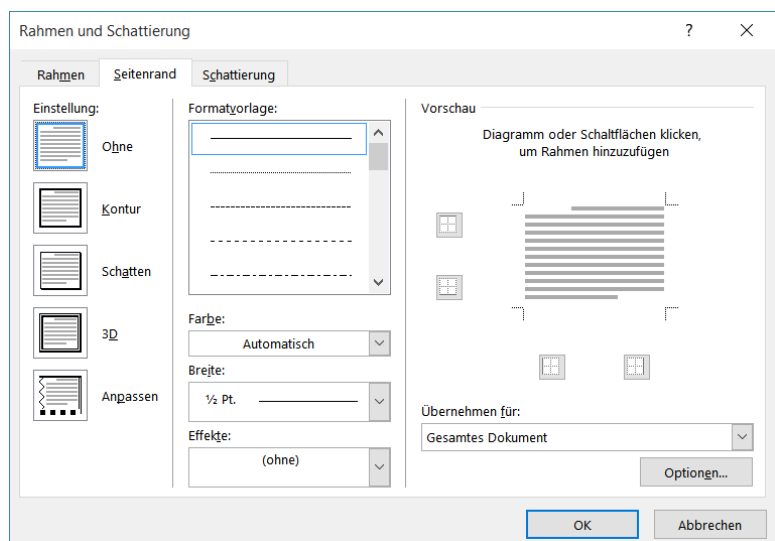 Rahmen und Schattierung
?
Rahmen
Seitenrand
Schattierung
Einstellung:
Ohne
Kontur
Schatten
3D
Anpassen
Formatvorlage:
Farbe:
Automatisch
Breite:
½ Pt.
Effekte:
(ohne)
Vorschau
Diagramm oder Schaltflächen klicken,
um Rahmen hinzuzufügen
Übernehmen für:
Gesamtes Dokument
Optionen...
OK
Abbrechen